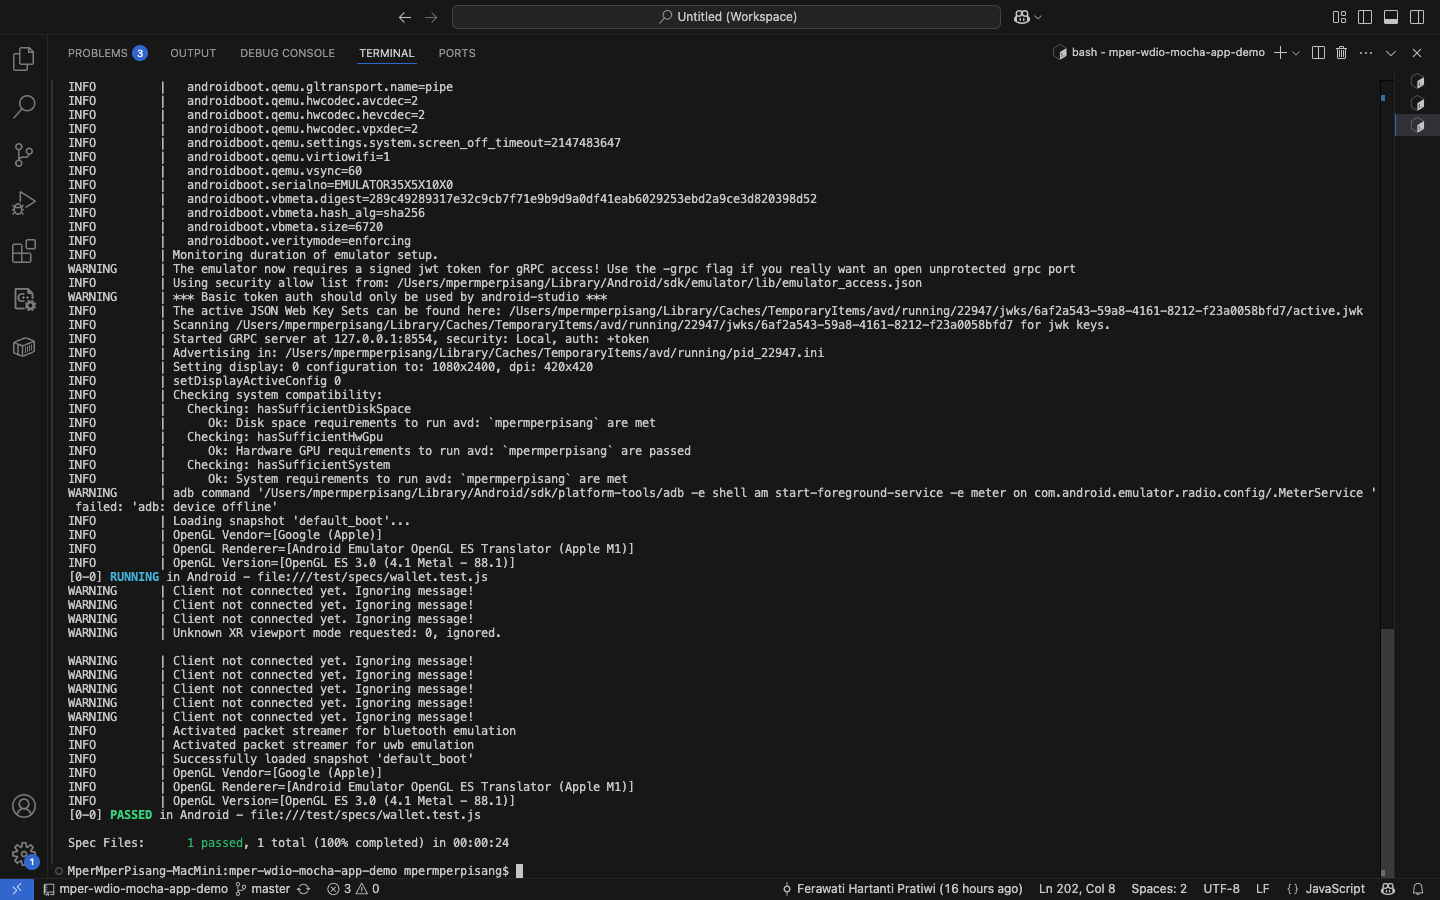 Untitled (Workspace)
PROBLEMS 3 OUTPUT DEBUG CONSOLE TERMINAL PORTS
bash - mper-wdio-mocha-app-demo
INFO | androidboot.qemu.gltransport.name=pipe
INFO | androidboot.qemu.hwcodec.avcdec=2
INFO | androidboot.qemu.hwcodec.hevcdec=2
INFO | androidboot.qemu.hwcodec.vpxdec=2
INFO | androidboot.qemu.settings.system.screen_off_timeout=2147483647
INFO | androidboot.qemu.virtiowifi=1
INFO | androidboot.qemu.vsync=60
INFO | androidboot.serialno=EMULATOR35X5X10X0
INFO | androidboot.vbmeta.digest=289c49289317e32c9cb7f71e9b9d9a0df41eab6029253ebd2a9ce3d820398d52
INFO | androidboot.vbmeta.hash_alg=sha256
INFO | androidboot.vbmeta.size=6720
INFO | androidboot.veritymode=enforcing
INFO | Monitoring duration of emulator setup.
WARNING | The emulator now requires a signed jwt token for gRPC access! Use the -grpc flag if you really want an open unprotected grpc port
INFO | Using security allow list from: /Users/mpermperpisang/Library/Android/sdk/emulator/lib/emulator_access.json
WARNING | *** Basic token auth should only be used by android-studio ***
INFO | The active JSON Web Key Sets can be found here: /Users/mpermperpisang/Library/Caches/TemporaryItems/avd/running/22947/jwks/6af2a543-59a8-4161-8212-f23a0058bfd7/active.jwk
INFO | Scanning /Users/mpermperpisang/Library/Caches/TemporaryItems/avd/running/22947/jwks/6af2a543-59a8-4161-8212-f23a0058bfd7 for jwk keys.
INFO | Started GRPC server at 127.0.0.1:8554, security: Local, auth: +token
INFO | Advertising in: /Users/mpermperpisang/Library/Caches/TemporaryItems/avd/running/pid_22947.ini
INFO | Setting display: 0 configuration to: 1080x2400, dpi: 420x420
INFO | setDisplayActiveConfig 0
INFO | Checking system compatibility:
INFO | Checking: hasSufficientDiskSpace
INFO | Ok: Disk space requirements to run avd: `mpermperpisang` are met
INFO | Checking: hasSufficientHwGpu
INFO | Ok: Hardware GPU requirements to run avd: `mpermperpisang` are passed
INFO | Checking: hasSufficientSystem
INFO | Ok: System requirements to run avd: `mpermperpisang` are met
WARNING | adb command '/Users/mpermperpisang/Library/Android/sdk/platform-tools/adb -e shell am start-foreground-service -e meter on com.android.emulator.radio.config/.MeterService '
failed: 'adb: device offline'
INFO | Loading snapshot 'default_boot'...
INFO | OpenGL Vendor=[Google (Apple)]
INFO | OpenGL Renderer=[Android Emulator OpenGL ES Translator (Apple M1)]
INFO | OpenGL Version=[OpenGL ES 3.0 (4.1 Metal - 88.1)]
[0-0] RUNNING in Android - file:///test/specs/wallet.test.js
WARNING | Client not connected yet. Ignoring message!
WARNING | Client not connected yet. Ignoring message!
WARNING | Client not connected yet. Ignoring message!
WARNING | Unknown XR viewport mode requested: 0, ignored.
WARNING | Client not connected yet. Ignoring message!
WARNING | Client not connected yet. Ignoring message!
WARNING | Client not connected yet. Ignoring message!
WARNING | Client not connected yet. Ignoring message!
WARNING | Client not connected yet. Ignoring message!
INFO | Activated packet streamer for bluetooth emulation
INFO | Activated packet streamer for uwb emulation
INFO | Successfully loaded snapshot 'default_boot'
INFO | OpenGL Vendor=[Google (Apple)]
INFO | OpenGL Renderer=[Android Emulator OpenGL ES Translator (Apple M1)]
INFO | OpenGL Version=[OpenGL ES 3.0 (4.1 Metal - 88.1)]
[0-0] PASSED in Android - file:///test/specs/wallet.test.js
Spec Files: 1 passed, 1 total (100% completed) in 00:00:24
MperMperPisang-MacMini:mper-wdio-mocha-app-demo mpermperpisang$
1
mper-wdio-mocha-app-demo master 3 0 Ferawati Hartanti Pratiwi (16 hours ago) Ln 202, Col 8 Spaces: 2 UTF-8 LF {} JavaScript